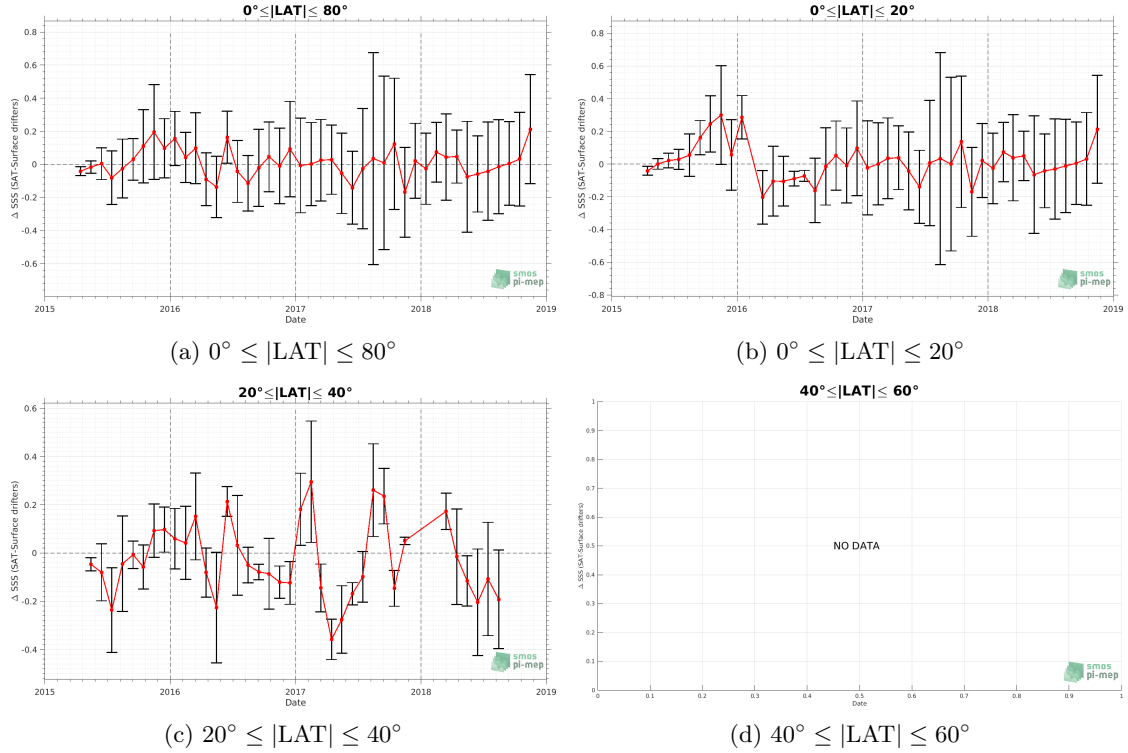 0°≤|LAT|≤ 80°
Δ SSS (SAT-Surface drifters)
0.8
0.6
0.4
0.2
0
-0.2
-0.4
-0.6
2015
2016
2017
2018
2019
Date
smos
pi-mep
(a) 0° ≤ |LAT| ≤ 80°
0°≤|LAT|≤ 20°
Δ SSS (SAT-Surface drifters)
0.8
0.6
0.4
0.2
0
-0.2
-0.4
-0.6
-0.8
2015
2016
2017
2018
2019
Date
smos
pi-mep
(b) 0° ≤ |LAT| ≤ 20°
20°≤|LAT|≤ 40°
Δ SSS (SAT-Surface drifters)
0.6
0.4
0.2
0
-0.2
-0.4
2015
2016
2017
2018
2019
Date
smos
pi-mep
(c) 20° ≤ |LAT| ≤ 40°
40°≤|LAT|≤ 60°
Δ SSS (SAT-Surface drifters)
1
0.9
0.8
0.7
0.6
0.5
0.4
0.3
0.2
0.1
0
NO DATA
0
0.1
0.2
0.3
0.4
0.5
0.6
0.7
0.8
0.9
1
Date
smos
pi-mep
(d) 40° ≤ |LAT| ≤ 60°